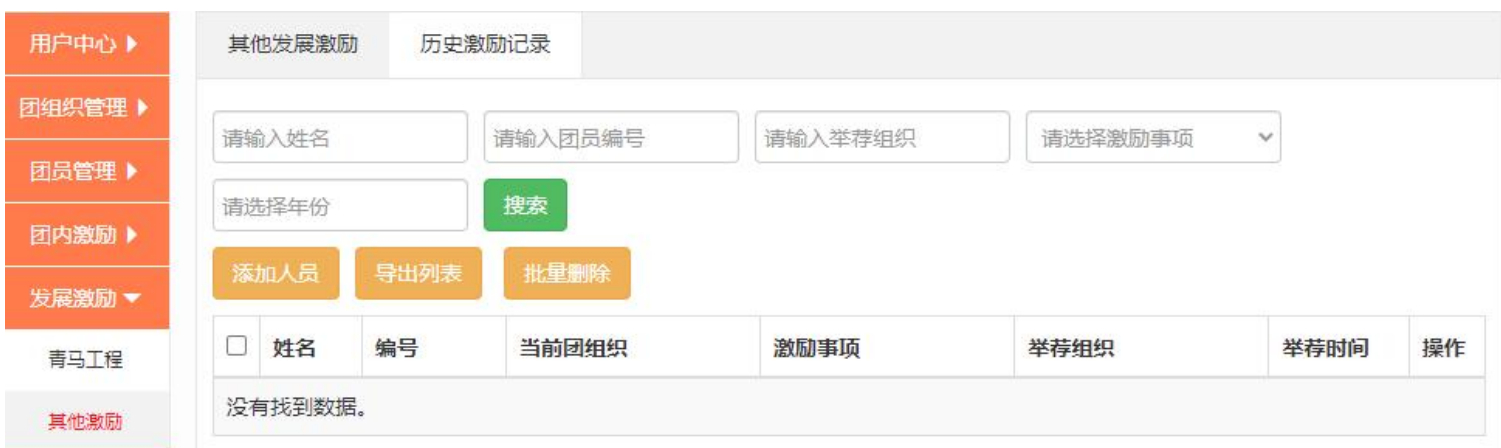 用户中心
团组织管理
团员管理
团内激励
发展激励
青马工程
其他激励
其他发展激励 历史激励记录
请输入姓名 请输入团员编号 请输入举荐组织 请选择激励事项
请选择年份 搜索
添加人员 导出列表 批量删除
姓名 编号 当前团组织 激励事项 举荐组织 举荐时间 操作
没有找到数据。